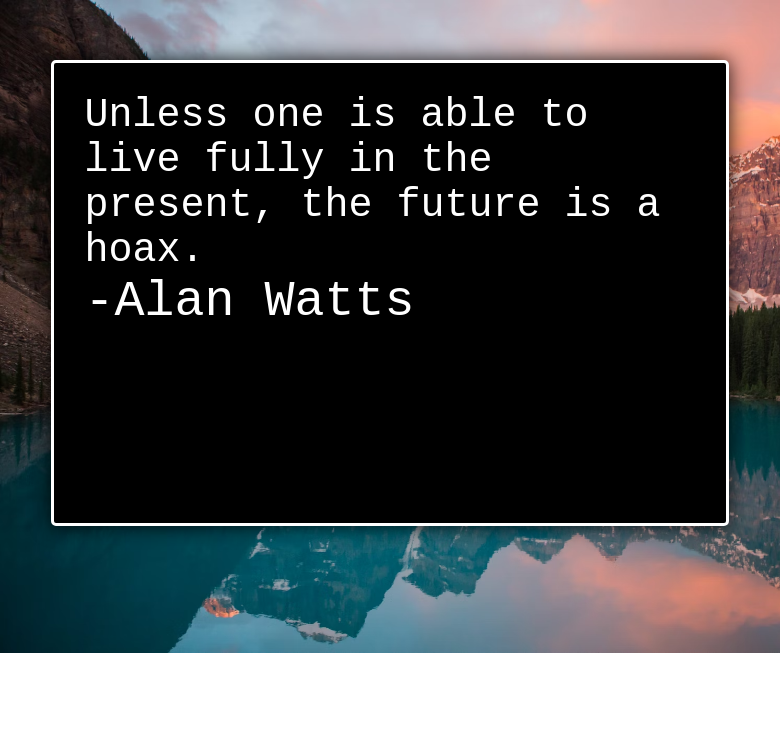 Unless one is able to
live fully in the
present, the future is a
hoax.
-Alan Watts